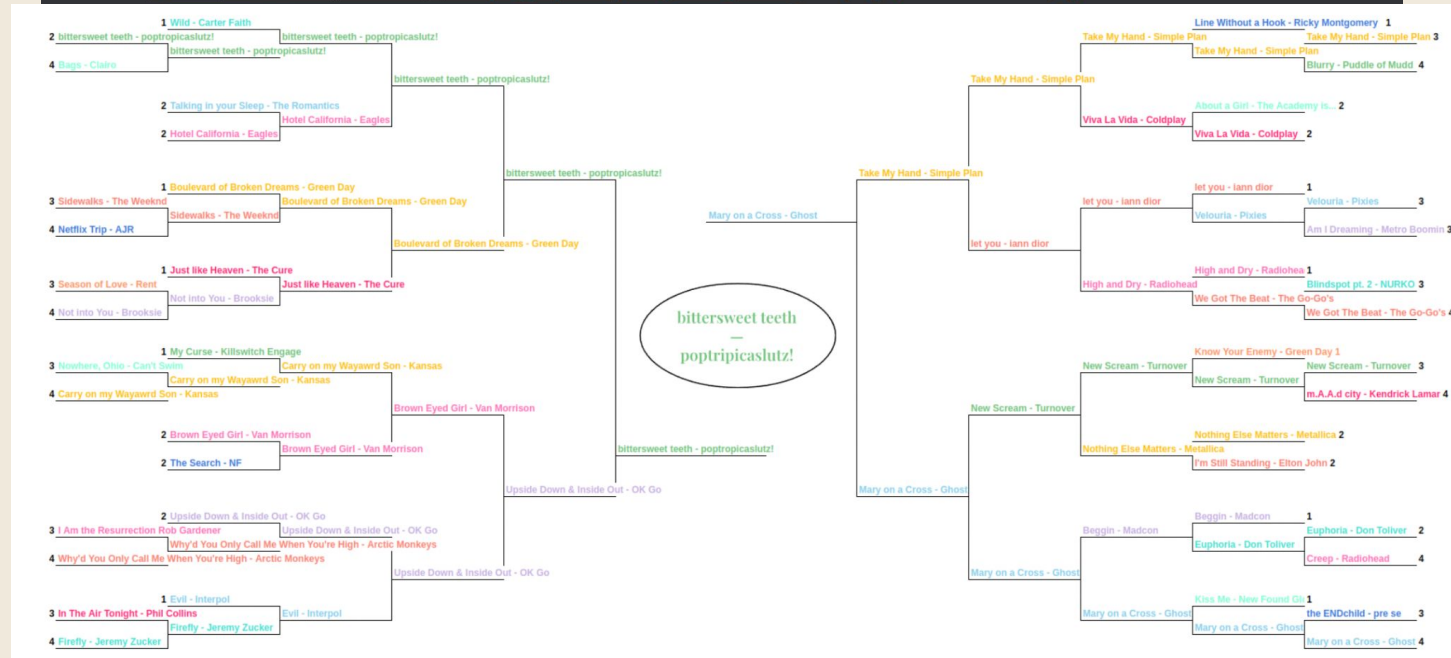 1 Wild - Carter Faith
2 bittersweet teeth - poptropicaslutz!
bittersweet teeth - poptropicaslutz!
bittersweet teeth - poptropicaslutz!
4 Bags - Clairo
bittersweet teeth - poptropicaslutz!
2 Talking in your Sleep - The Romantics
Hotel California - Eagles
2 Hotel California - Eagles
bittersweet teeth - poptropicaslutz!
1 Boulevard of Broken Dreams - Green Day
3 Sidewalks - The Weeknd
Boulevard of Broken Dreams - Green Day
Sidewalks - The Weeknd
4 Netflix Trip - AJR
Boulevard of Broken Dreams - Green Day
1 Just like Heaven - The Cure
3 Season of Love - Rent
Just like Heaven - The Cure
Not into You - Brooksie
4 Not into You - Brooksie
1 My Curse - Killswitch Engage
3 Nowhere, Ohio - Can't Swim
Carry on my Wayawrd Son - Kansas
Carry on my Wayawrd Son - Kansas
4 Carry on my Wayawrd Son - Kansas
Brown Eyed Girl - Van Morrison
2 Brown Eyed Girl - Van Morrison
Brown Eyed Girl - Van Morrison
2 The Search - NF
bittersweet teeth - poptropicaslutz!
Upside Down & Inside Out - OK Go
2 Upside Down & Inside Out - OK Go
3 I Am the Resurrection Rob Gardener
Upside Down & Inside Out - OK Go
Why'd You Only Call Me When You're High - Arctic Monkeys
4 Why'd You Only Call Me When You're High - Arctic Monkeys
Upside Down & Inside Out - OK Go
1 Evil - Interpol
3 In The Air Tonight - Phil Collins
Evil - Interpol
Firefly - Jeremy Zucker
4 Firefly - Jeremy Zucker
bittersweet teeth
—
poptripicaslutz!
Line Without a Hook - Ricky Montgomery 1
Take My Hand - Simple Plan
Take My Hand - Simple Plan 3
Take My Hand - Simple Plan
Blurry - Puddle of Mudd 4
Take My Hand - Simple Plan
About a Girl - The Academy Is... 2
Viva La Vida - Coldplay
Viva La Vida - Coldplay 2
Take My Hand - Simple Plan
let you - iann dior 1
let you - iann dior
Velouria - Pixies 3
Mary on a Cross - Ghost
Velouria - Pixies
Am I Dreaming - Metro Boomin 3
let you - iann dior
High and Dry - Radiohea 1
High and Dry - Radiohead
Blindspot pt. 2 - NURKO 3
We Got The Beat - The Go-Go's
We Got The Beat - The Go-Go's 4
Know Your Enemy - Green Day 1
New Scream - Turnover
New Scream - Turnover 3
New Scream - Turnover
m.A.A.d city - Kendrick Lamar 4
New Scream - Turnover
Nothing Else Matters - Metallica 2
Nothing Else Matters - Metallica
I'm Still Standing - Elton John 2
Mary on a Cross - Ghost
Beggin - Madcon 1
Beggin - Madcon
Euphoria - Don Toliver 2
Euphoria - Don Toliver
Creep - Radiohead 4
Mary on a Cross - Ghost
Kiss Me - New Found Gl 1
Mary on a Cross - Ghost
the ENDchild - pre se 3
Mary on a Cross - Ghost
Mary on a Cross - Ghost 4